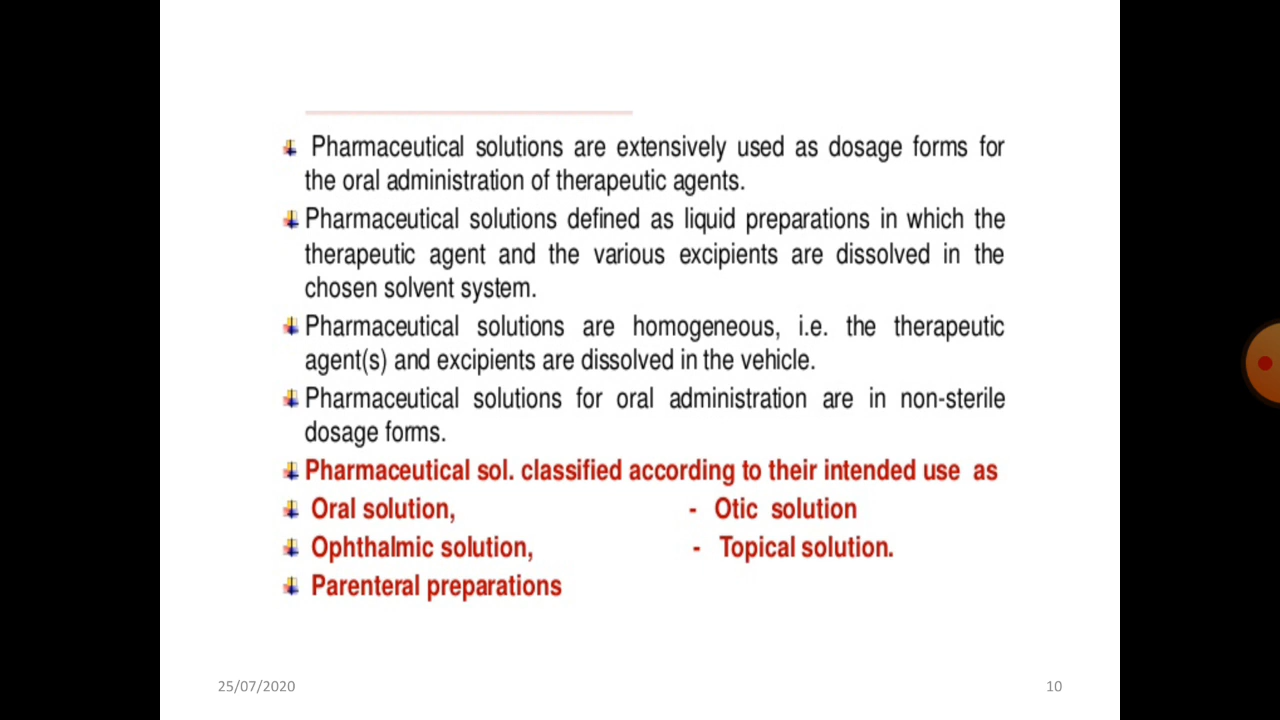 Pharmaceutical solutions are extensively used as dosage forms for
the oral administration of therapeutic agents.
Pharmaceutical solutions defined as liquid preparations in which the
therapeutic agent and the various excipients are dissolved in the
chosen solvent system.
Pharmaceutical solutions are homogeneous, i.e. the therapeutic
agent(s) and excipients are dissolved in the vehicle.
Pharmaceutical solutions for oral administration are in non-sterile
dosage forms.
Pharmaceutical sol. classified according to their intended use as
Oral solution, - Otic solution
Ophthalmic solution, - Topical solution.
Parenteral preparations
25/07/2020 10